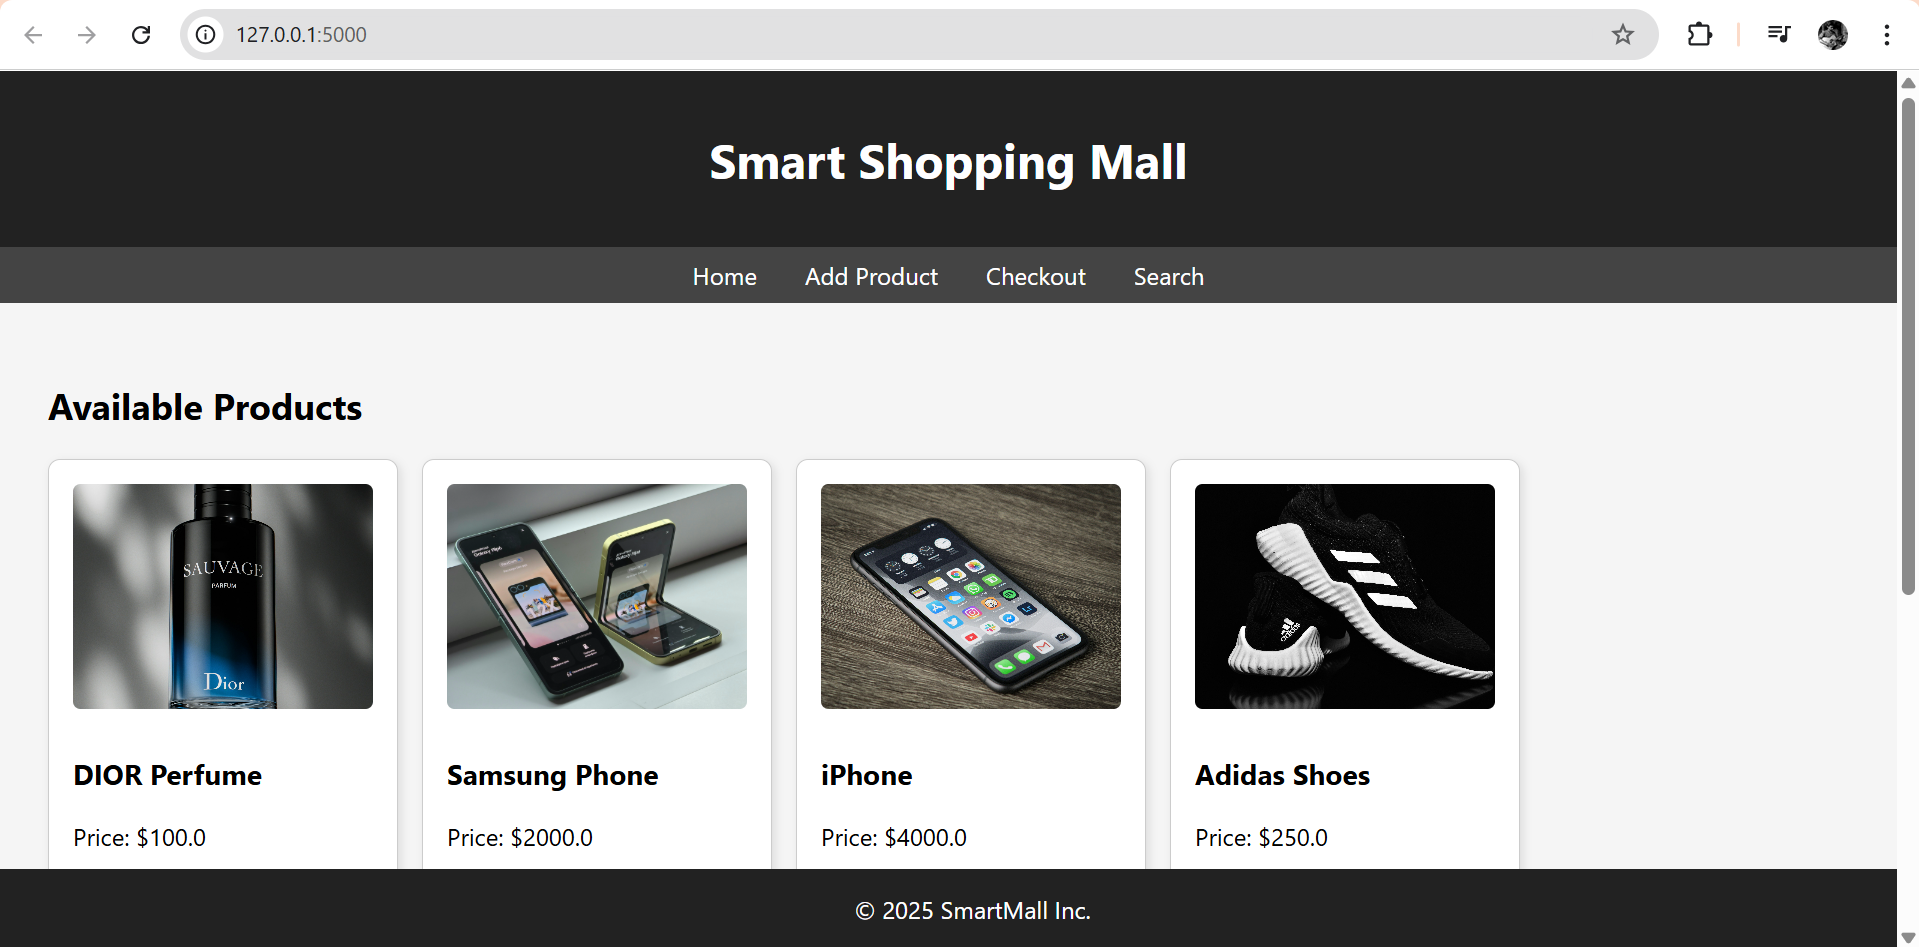 127.0.0.1:5000
Smart Shopping Mall
Home Add Product Checkout Search
Available Products
SAUVAGE
PARFUM
Dior
adidas
DIOR Perfume Samsung Phone iPhone Adidas Shoes
Price: $100.0 Price: $2000.0 Price: $4000.0 Price: $250.0
© 2025 SmartMall Inc.